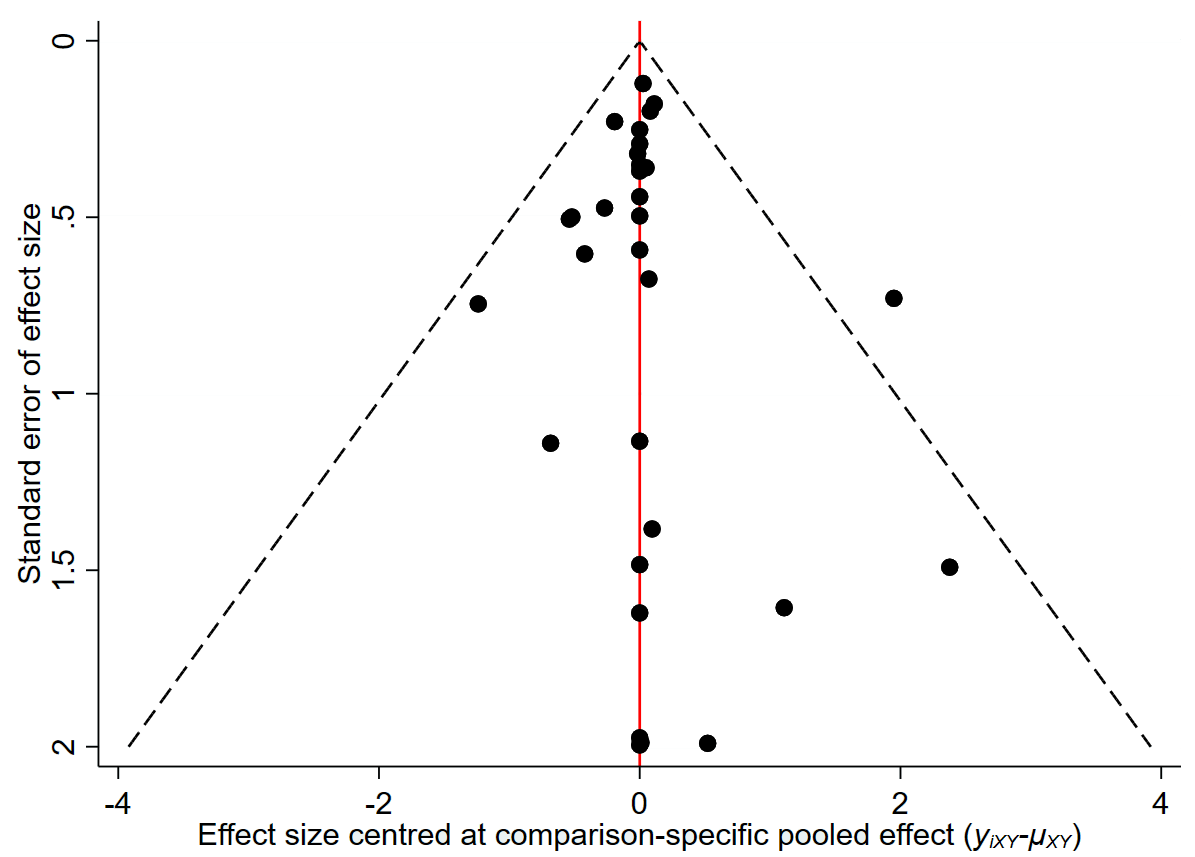 Standard error of effect size
0
.5
1
1.5
2
-4 -2 0 2 4
Effect size centred at comparison-specific pooled effect (yiXY-μXY)